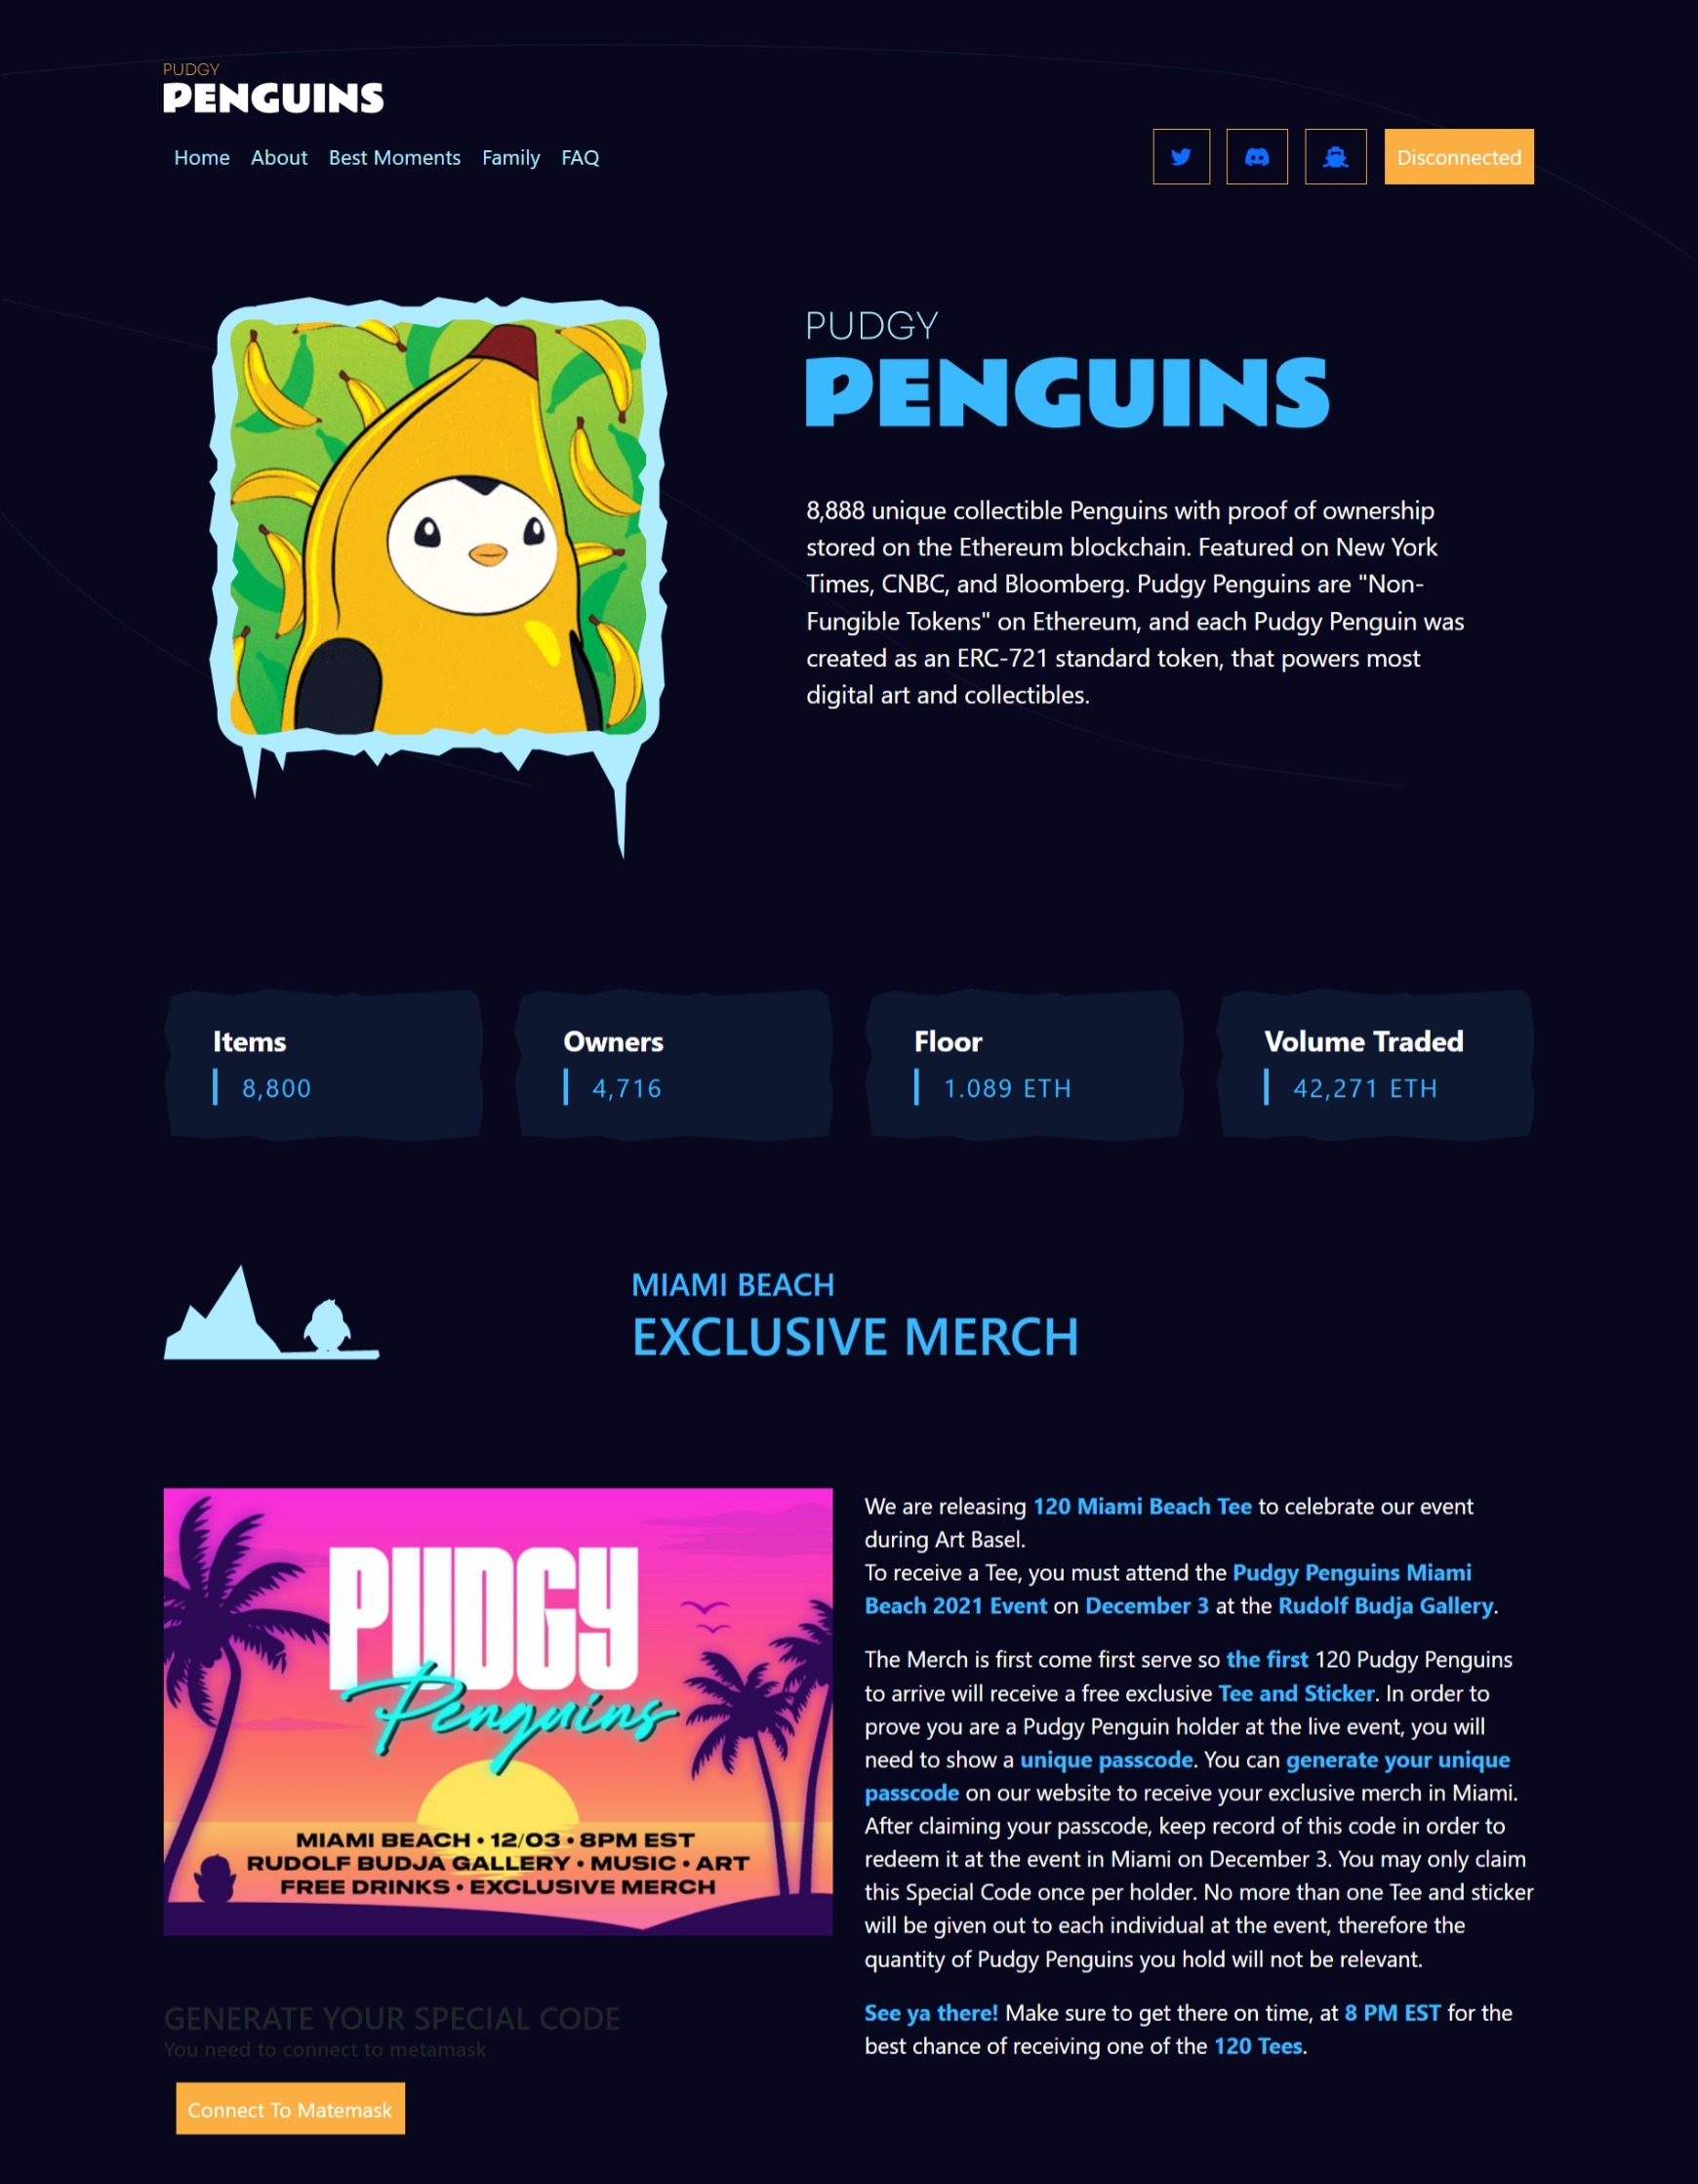 PUDGY
PENGUINS
Home About Best Moments Family FAQ
Disconnected
PUDGY
PENGUINS
8,888 unique collectible Penguins with proof of ownership
stored on the Ethereum blockchain. Featured on New York
Times, CNBC, and Bloomberg. Pudgy Penguins are "Non-
Fungible Tokens" on Ethereum, and each Pudgy Penguin was
created as an ERC-721 standard token, that powers most
digital art and collectibles.
Items
8,800
Owners
4,716
Floor
1.089 ETH
Volume Traded
42,271 ETH
MIAMI BEACH
EXCLUSIVE MERCH
PUDGY
Penguins
MIAMI BEACH • 12/03 • 8PM EST
RUDOLF BUDJA GALLERY • MUSIC • ART
FREE DRINKS • EXCLUSIVE MERCH
We are releasing 120 Miami Beach Tee to celebrate our event
during Art Basel.
To receive a Tee, you must attend the Pudgy Penguins Miami
Beach 2021 Event on December 3 at the Rudolf Budja Gallery.
The Merch is first come first serve so the first 120 Pudgy Penguins
to arrive will receive a free exclusive Tee and Sticker. In order to
prove you are a Pudgy Penguin holder at the live event, you will
need to show a unique passcode. You can generate your unique
passcode on our website to receive your exclusive merch in Miami.
After claiming your passcode, keep record of this code in order to
redeem it at the event in Miami on December 3. You may only claim
this Special Code once per holder. No more than one Tee and sticker
will be given out to each individual at the event, therefore the
quantity of Pudgy Penguins you hold will not be relevant.
See ya there! Make sure to get there on time, at 8 PM EST for the
best chance of receiving one of the 120 Tees.
GENERATE YOUR SPECIAL CODE
You need to connect to metamask
Connect To Matemask